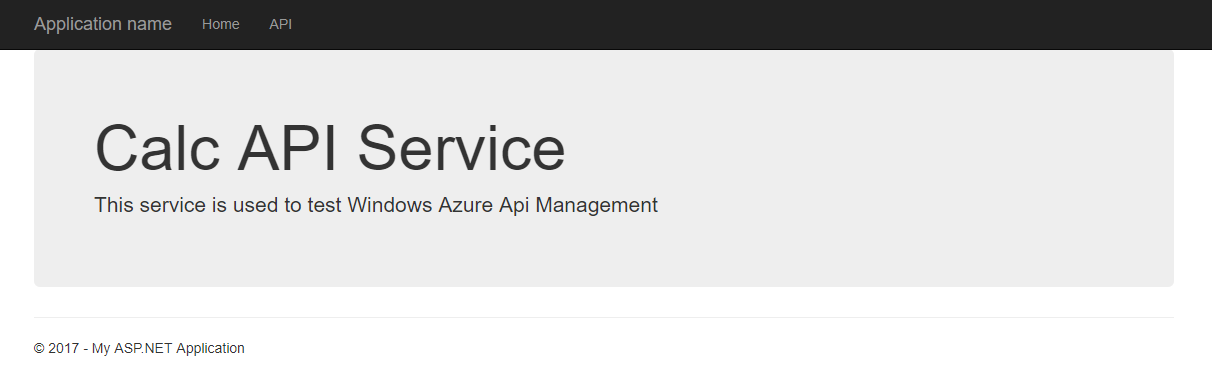 Application name Home API
Calc API Service
This service is used to test Windows Azure Api Management
© 2017 - My ASP.NET Application